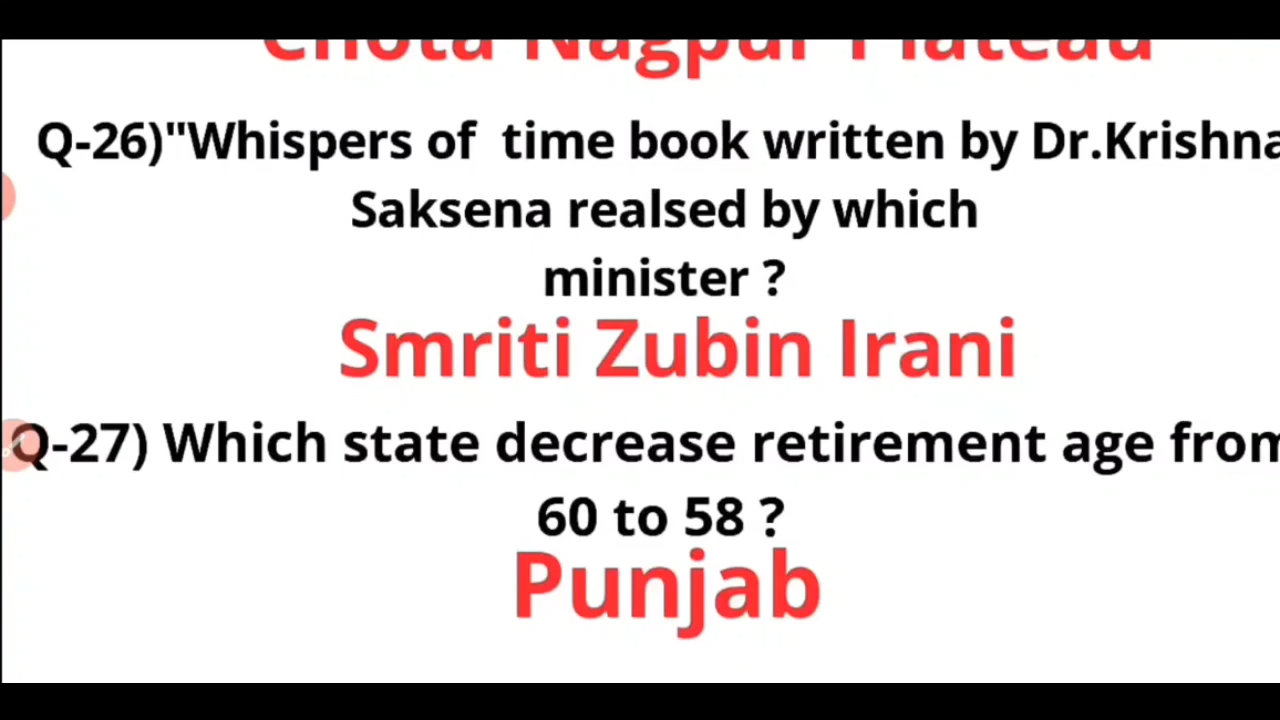 Chota Nagpur Plateau
Q-26)"Whispers of time book written by Dr.Krishna
Saksena realsed by which
minister ?
Smriti Zubin Irani
Q-27) Which state decrease retirement age from
60 to 58 ?
Punjab